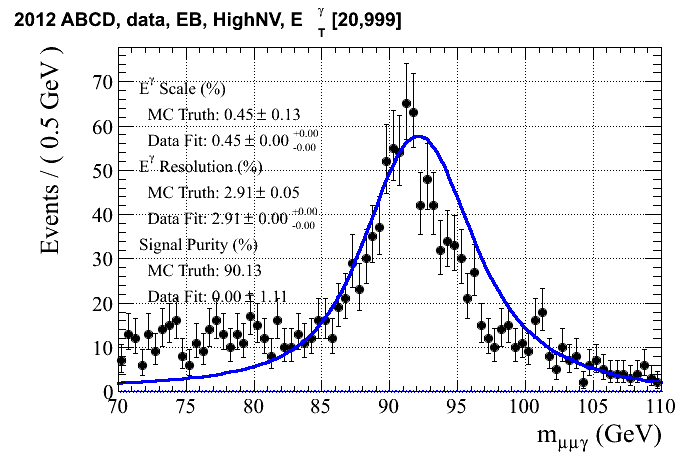 2012 ABCD, data, EB, HighNV, E_T^γ [20,999]
Events / ( 0.5 GeV )
E^γ Scale (%)
MC Truth: 0.45 ± 0.13
Data Fit: 0.45 ± 0.00 +0.00 -0.00
E^γ Resolution (%)
MC Truth: 2.91 ± 0.05
Data Fit: 2.91 ± 0.00 +0.00 -0.00
Signal Purity (%)
MC Truth: 90.13
Data Fit: 0.00 ± 1.11
70
60
50
40
30
20
10
0
70 75 80 85 90 95 100 105 110
m_μμγ (GeV)